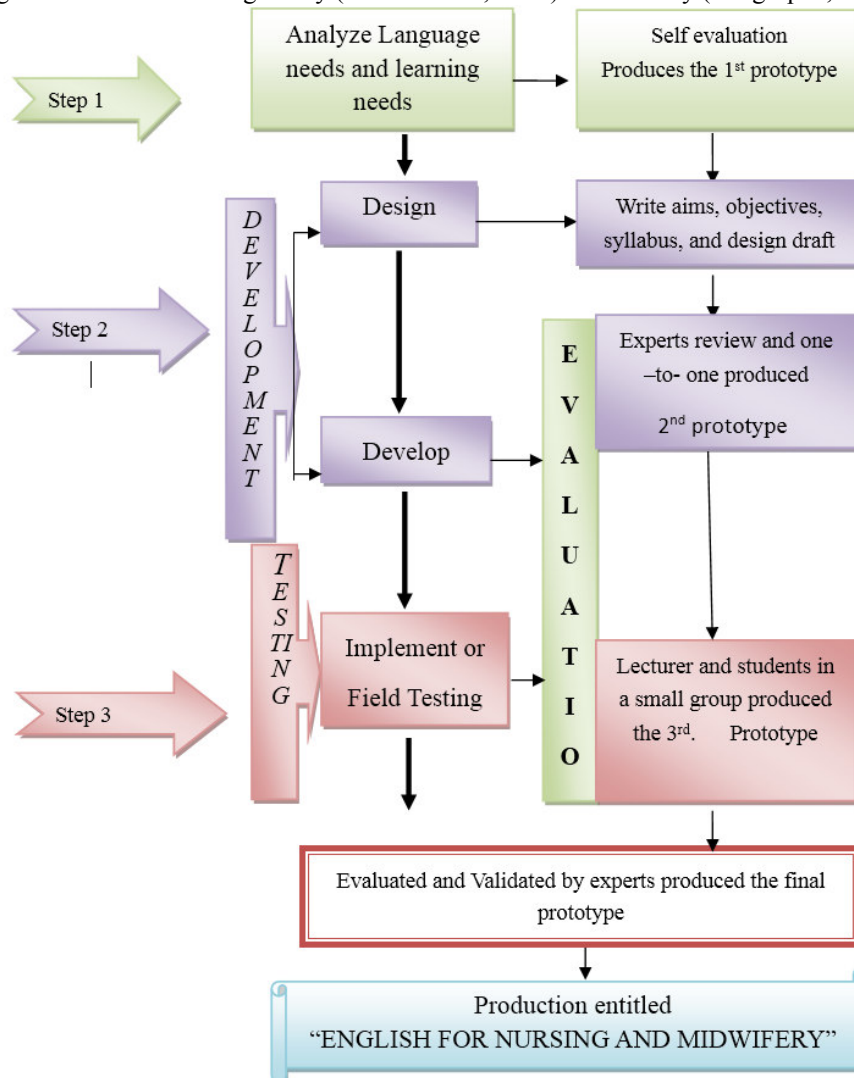 Analyze Language
needs and learning
needs
Self evaluation
Produces the 1st prototype
Step 1
Design
Write aims, objectives,
syllabus, and design draft
DEVELOPMENT
Step 2
EVALUATIO
Experts review and one
–to- one produced
2nd prototype
Develop
TESTING
Implement or
Field Testing
Lecturer and students in
a small group produced
the 3rd. Prototype
Step 3
Evaluated and Validated by experts produced the final
prototype
Production entitled
“ENGLISH FOR NURSING AND MIDWIFERY”